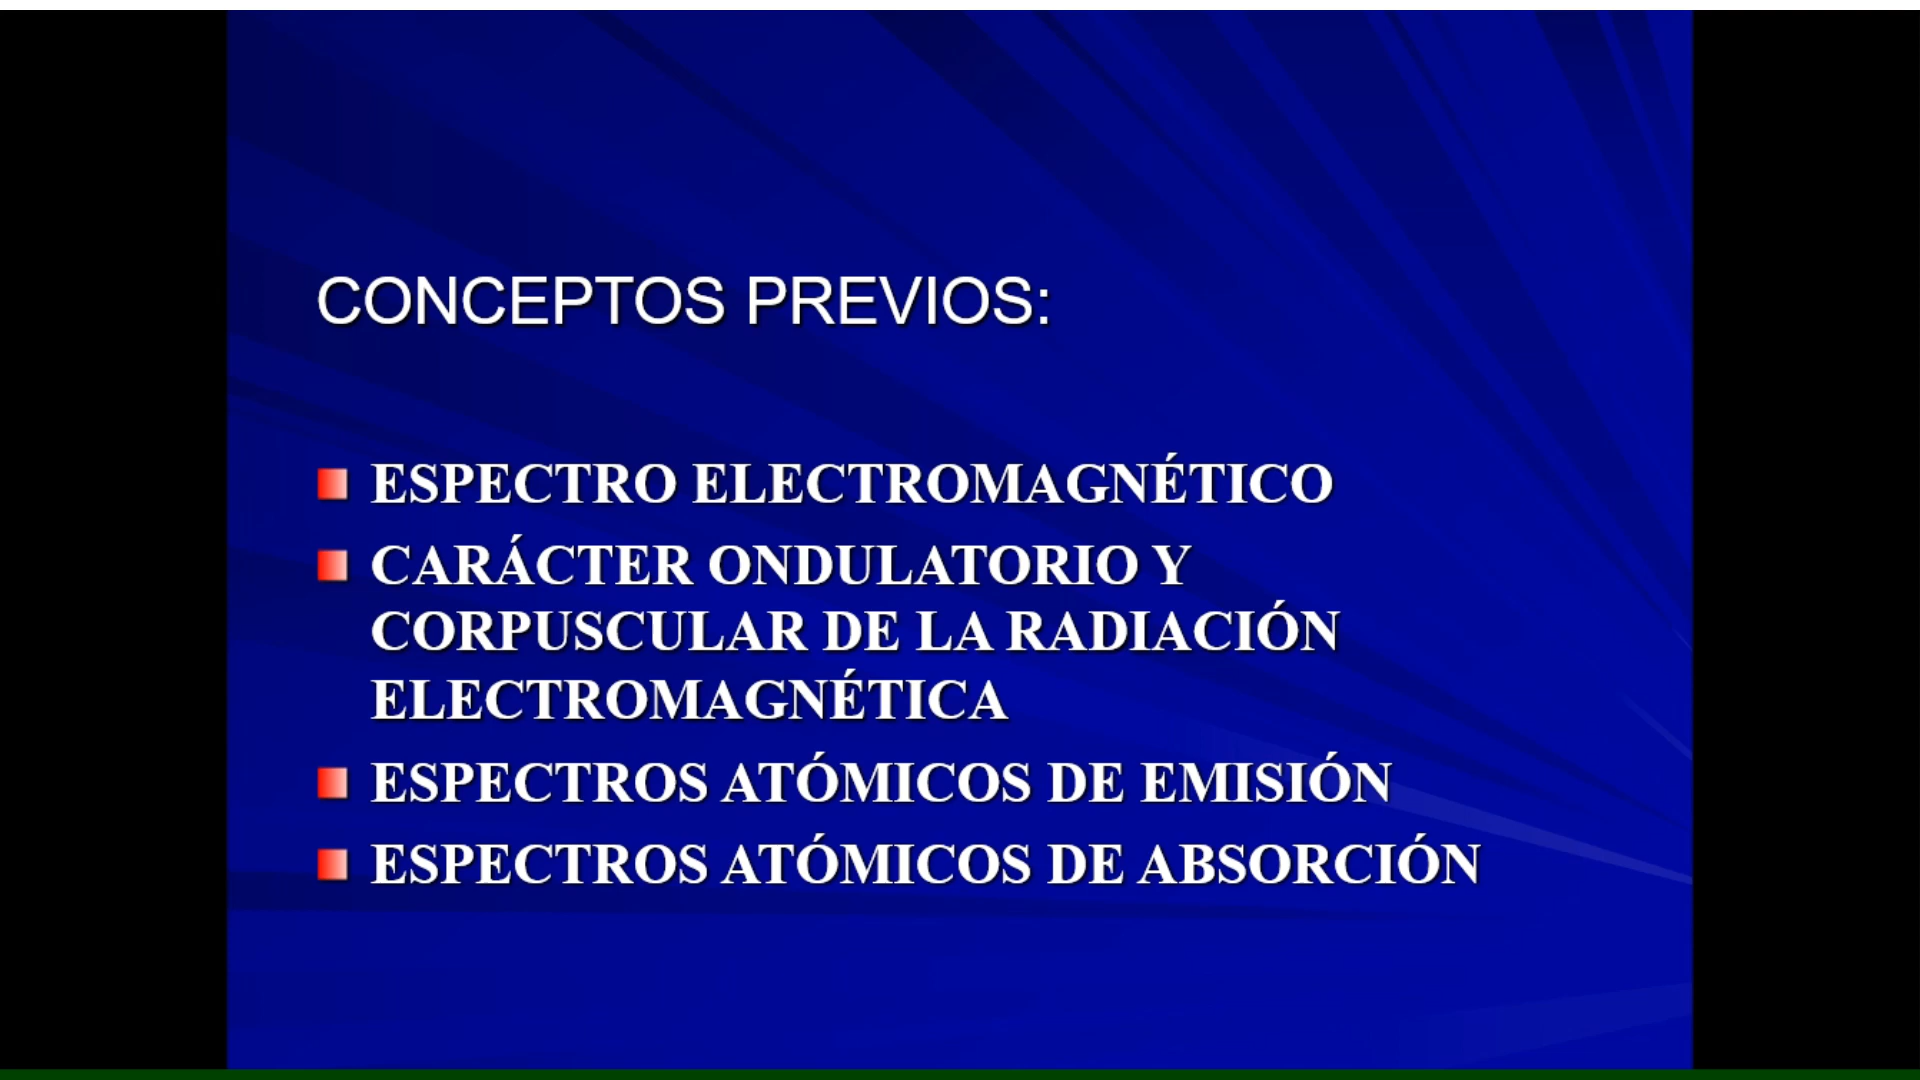 CONCEPTOS PREVIOS:
ESPECTRO ELECTROMAGNÉTICO
CARÁCTER ONDULATORIO Y
CORPUSCULAR DE LA RADIACIÓN
ELECTROMAGNÉTICA
ESPECTROS ATÓMICOS DE EMISIÓN
ESPECTROS ATÓMICOS DE ABSORCIÓN